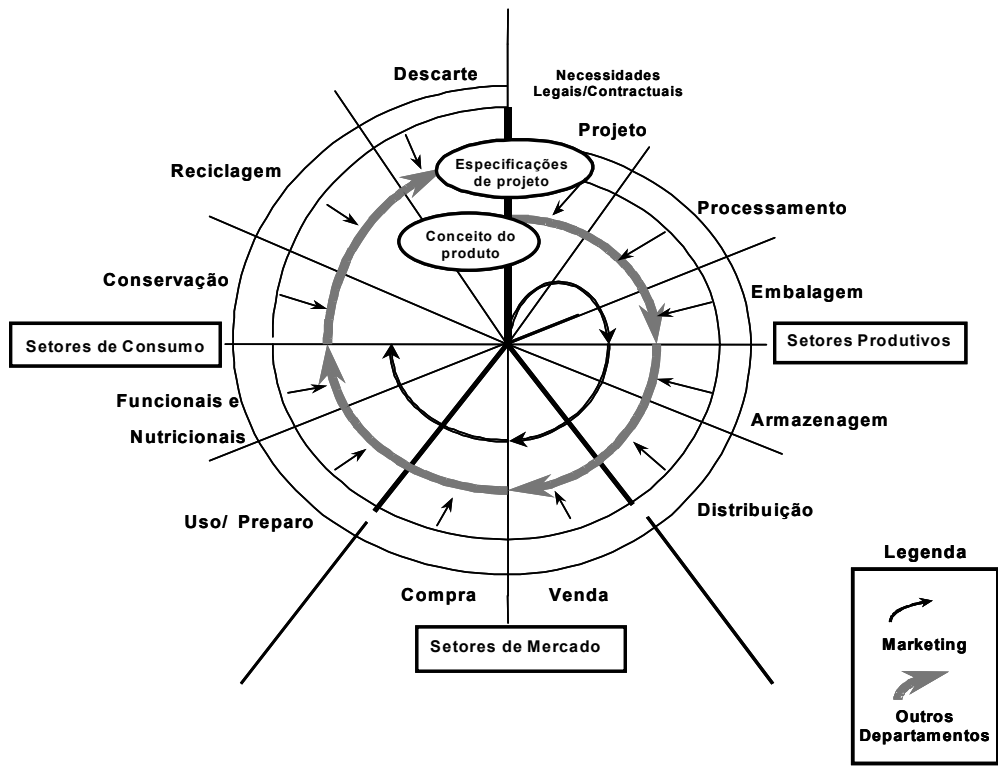 Descarte
Necessidades
Legais/Contractuais
Projeto
Especificações
de projeto
Reciclagem
Processamento
Conceito do
produto
Conservação
Embalagem
Setores de Consumo
Setores Produtivos
Funcionais e
Nutricionais
Armazenagem
Uso/ Preparo
Distribuição
Compra
Venda
Setores de Mercado
Legenda
Marketing
Outros
Departamentos